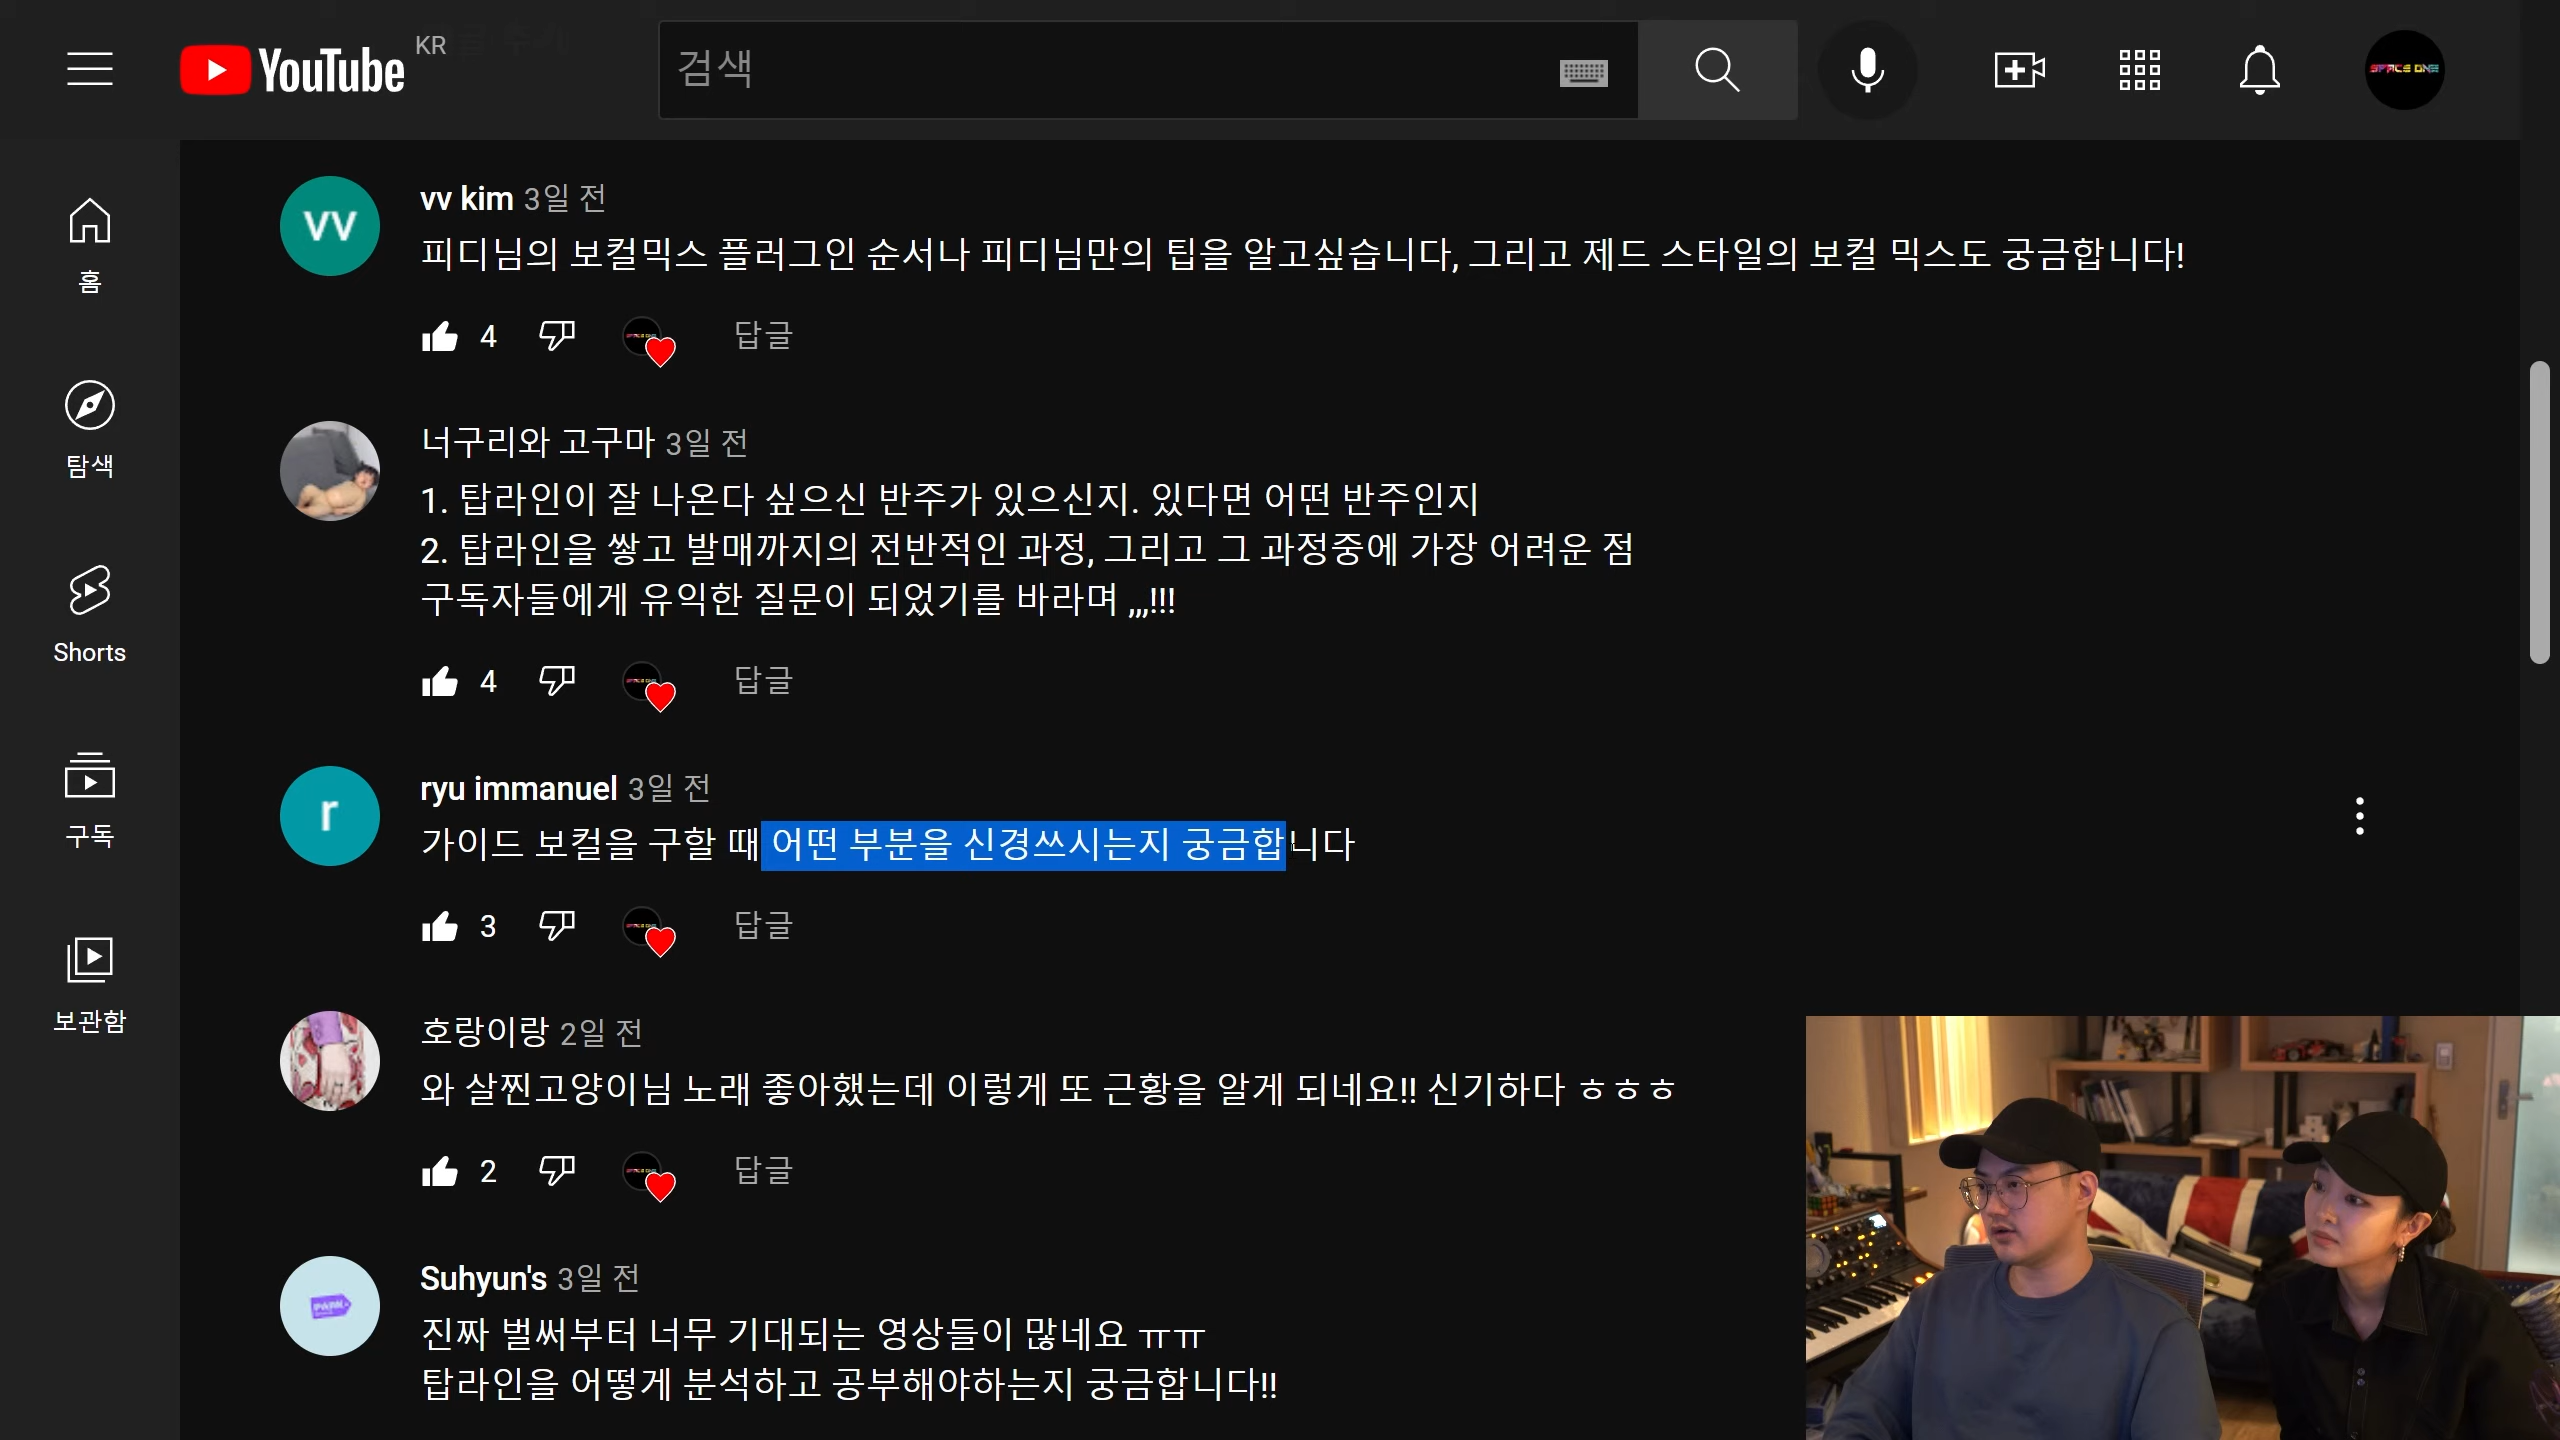 YouTube KR
검색
SPACE ONE
홈
탐색
Shorts
구독
보관함
vv
vv kim 3일 전
피디님의 보컬믹스 플러그인 순서나 피디님만의 팁을 알고싶습니다, 그리고 제드 스타일의 보컬 믹스도 궁금합니다!
4 답글
너구리와 고구마 3일 전
1. 탑라인이 잘 나온다 싶으신 반주가 있으신지. 있다면 어떤 반주인지
2. 탑라인을 쌓고 발매까지의 전반적인 과정, 그리고 그 과정중에 가장 어려운 점
구독자들에게 유익한 질문이 되었기를 바라며 ,,,!!!
4 답글
r
ryu immanuel 3일 전
가이드 보컬을 구할 때 어떤 부분을 신경쓰시는지 궁금합니다
3 답글
호랑이랑 2일 전
와 살찐고양이님 노래 좋아했는데 이렇게 또 근황을 알게 되네요!! 신기하다 ㅎㅎㅎ
2 답글
Suhyun's 3일 전
진짜 벌써부터 너무 기대되는 영상들이 많네요 ㅠㅠ
탑라인을 어떻게 분석하고 공부해야하는지 궁금합니다!!